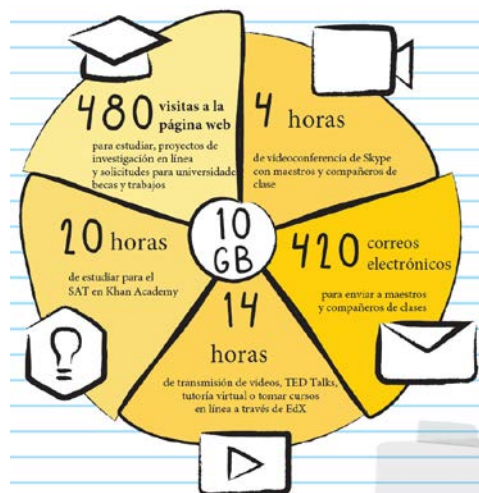 480 visitas a la
página web
para estudiar, proyectos de
investigación en línea
y solicitudes para universidade
becas y trabajos
4 horas
de videoconferencia de Skype
con maestros y compañeros de
clase
420 correos
electrónicos
para enviar a maestros
y compañeros de clases
14
horas
de transmisión de videos, TED Talks,
tutoría virtual o tomar cursos
en línea a través de EdX
20 horas
de estudiar para el
SAT en Khan Academy
10
GB